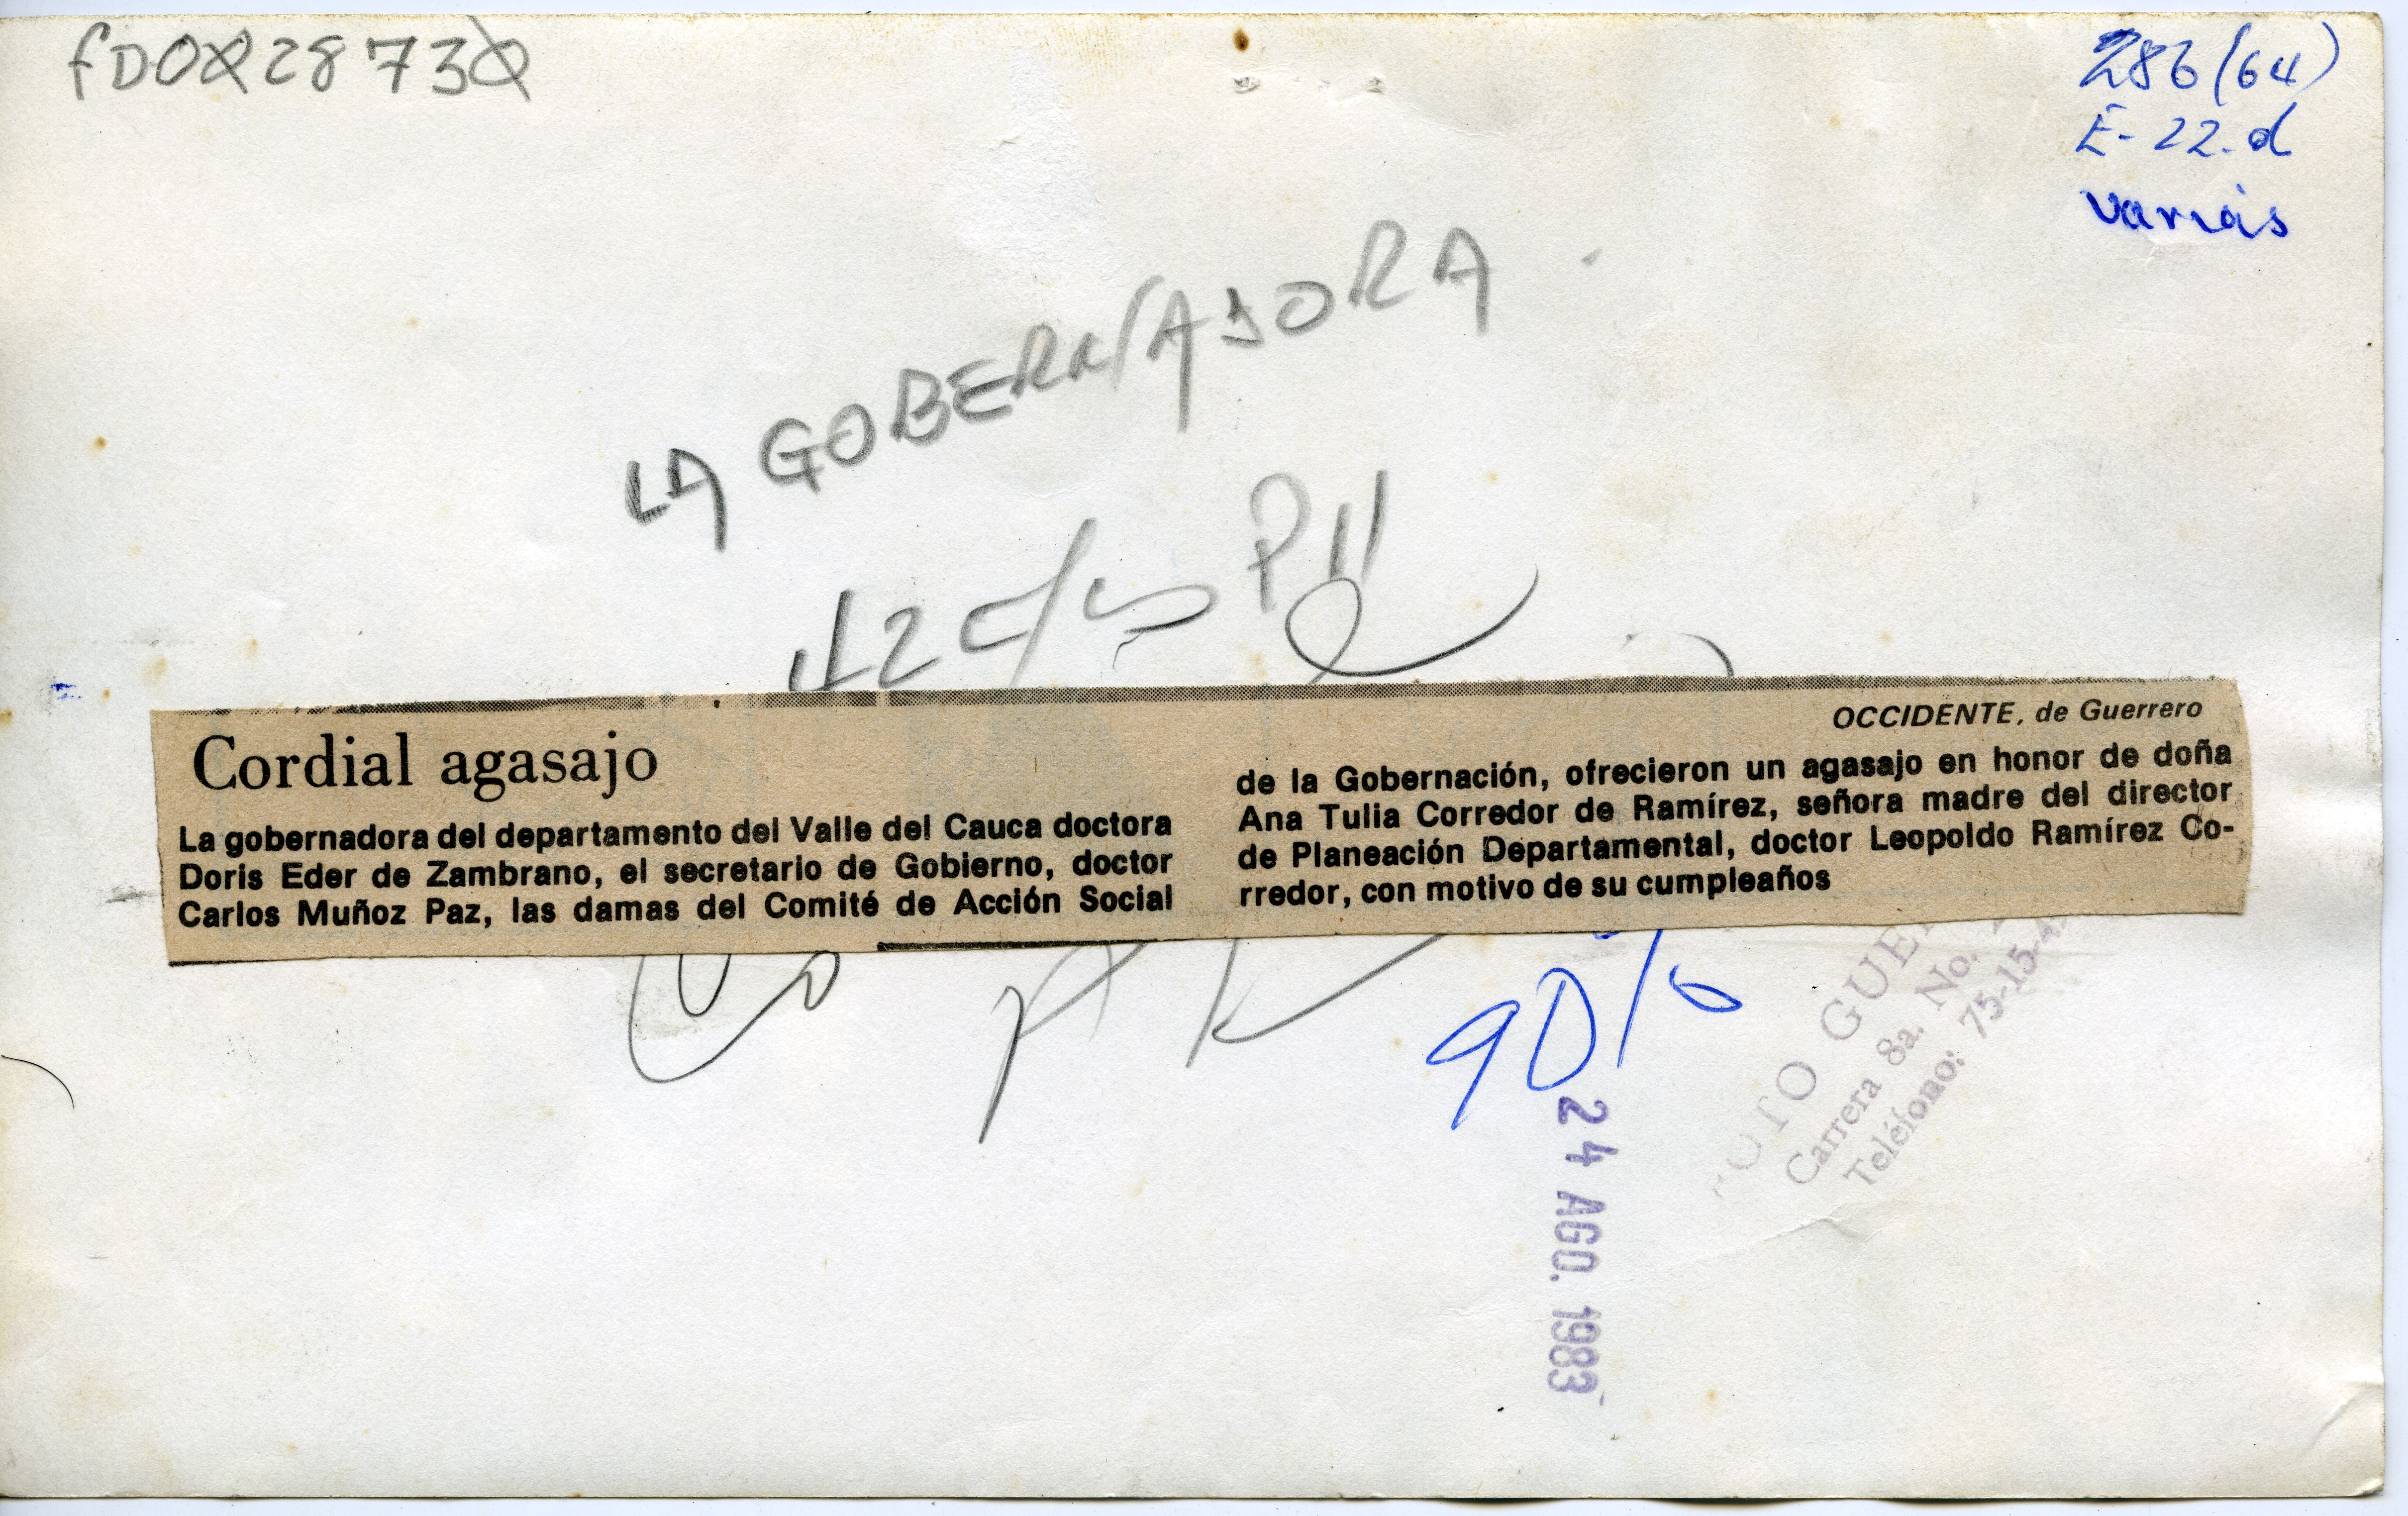 fD0028730
286 (64)
E-22.d
varias
LA GOBERNADORA
OCCIDENTE, de Guerrero
Cordial agasajo
La gobernadora del departamento del Valle del Cauca doctora
Doris Eder de Zambrano, el secretario de Gobierno, doctor
Carlos Muñoz Paz, las damas del Comité de Acción Social
de la Gobernación, ofrecieron un agasajo en honor de doña
Ana Tulia Corredor de Ramírez, señora madre del director
de Planeación Departamental, doctor Leopoldo Ramírez Co-
rredor, con motivo de su cumpleaños
Carrera 8a. No.
Teléfono: 75-15-4
24 AGO. 1983